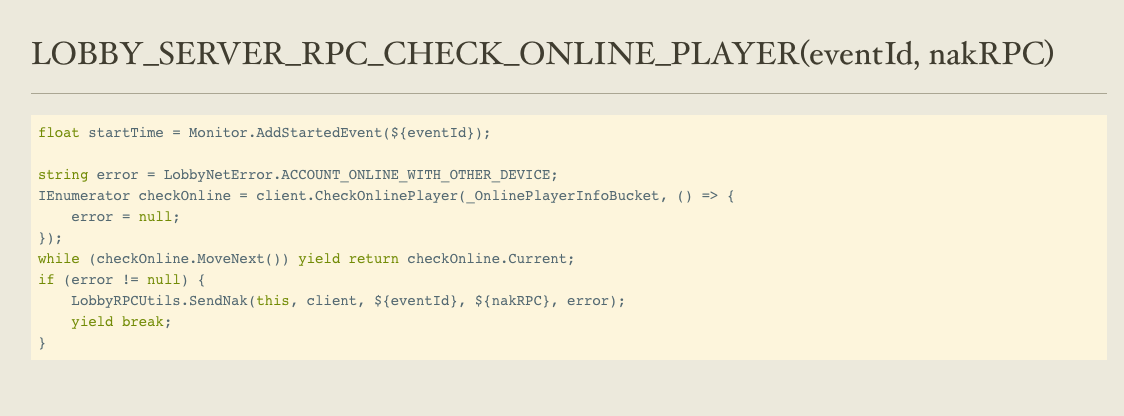 LOBBY_SERVER_RPC_CHECK_ONLINE_PLAYER(eventId, nakRPC)
float startTime = Monitor.AddStartedEvent(${eventId});
string error = LobbyNetError.ACCOUNT_ONLINE_WITH_OTHER_DEVICE;
IEnumerator checkOnline = client.CheckOnlinePlayer(_OnlinePlayerInfoBucket, () => {
    error = null;
});
while (checkOnline.MoveNext()) yield return checkOnline.Current;
if (error != null) {
    LobbyRPCUtils.SendNak(this, client, ${eventId}, ${nakRPC}, error);
    yield break;
}